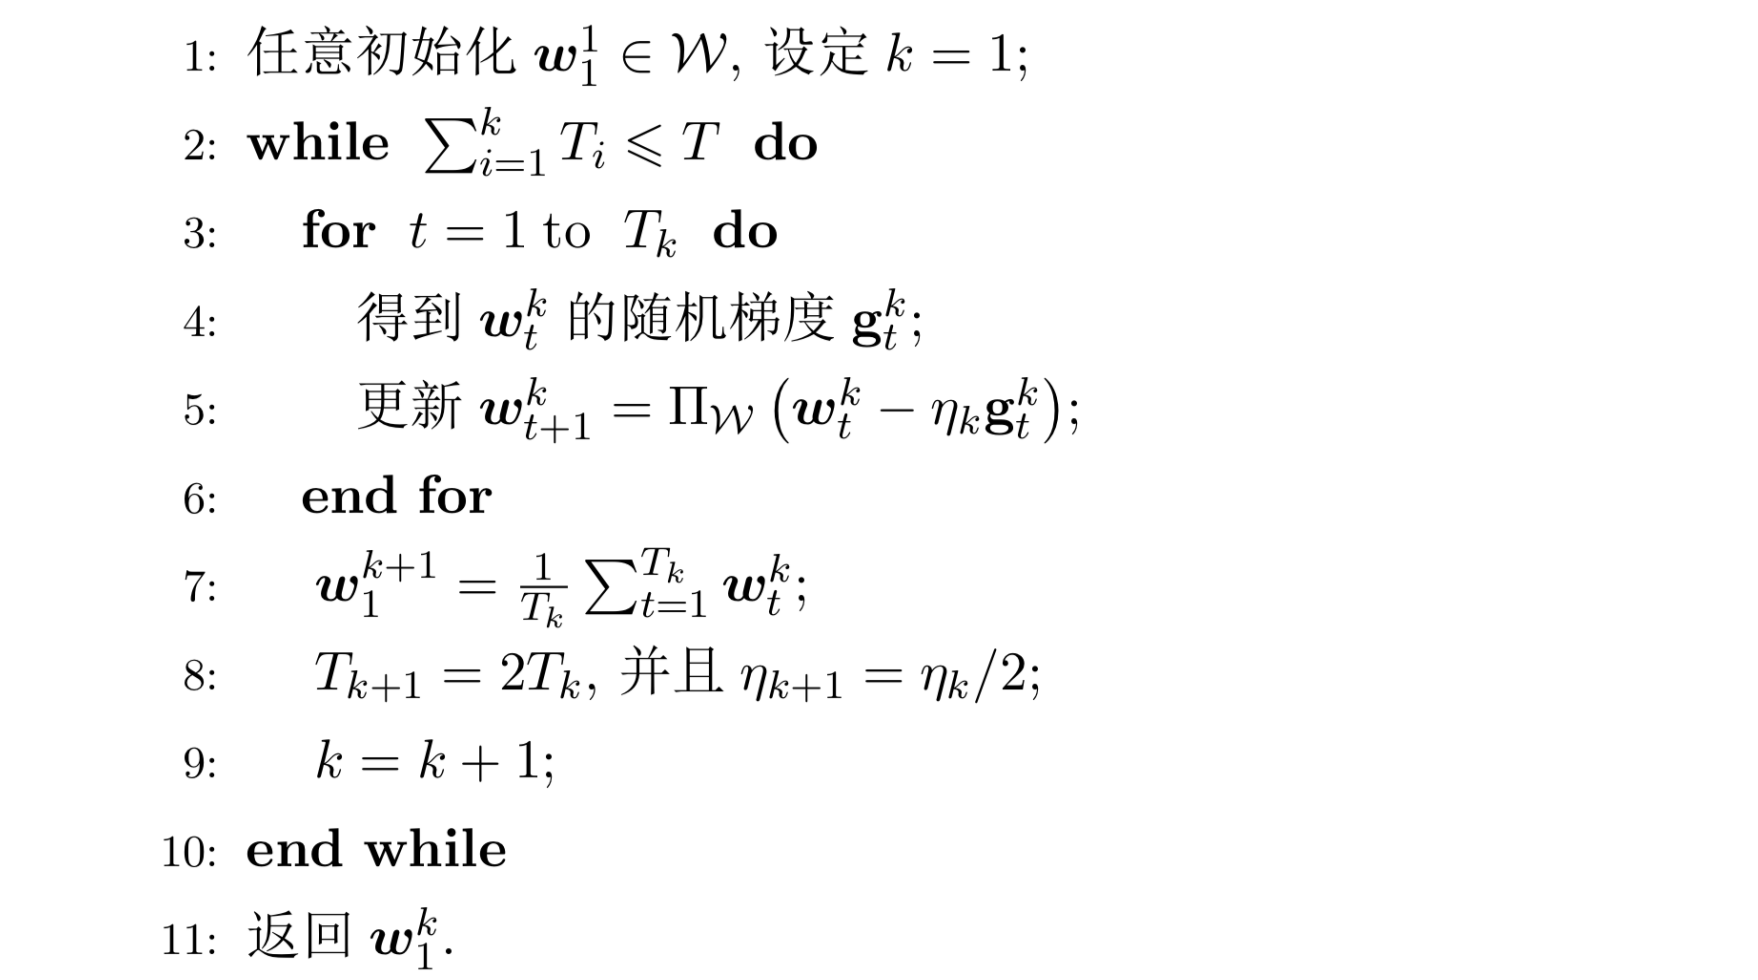 1: 任意初始化 $\boldsymbol{w}_1^1 \in \mathcal{W}$, 设定 $k = 1$;
2: while $\sum_{i=1}^{k} T_i \leqslant T$ do
3: for $t = 1$ to $T_k$ do
4: 得到 $\boldsymbol{w}_t^k$ 的随机梯度 $\mathbf{g}_t^k$;
5: 更新 $\boldsymbol{w}_{t+1}^k = \Pi_{\mathcal{W}} \left( \boldsymbol{w}_t^k - \eta_k \mathbf{g}_t^k \right)$;
6: end for
7: $\boldsymbol{w}_1^{k+1} = \frac{1}{T_k} \sum_{t=1}^{T_k} \boldsymbol{w}_t^k$;
8: $T_{k+1} = 2T_k$, 并且 $\eta_{k+1} = \eta_k/2$;
9: $k = k + 1$;
10: end while
11: 返回 $\boldsymbol{w}_1^k$.